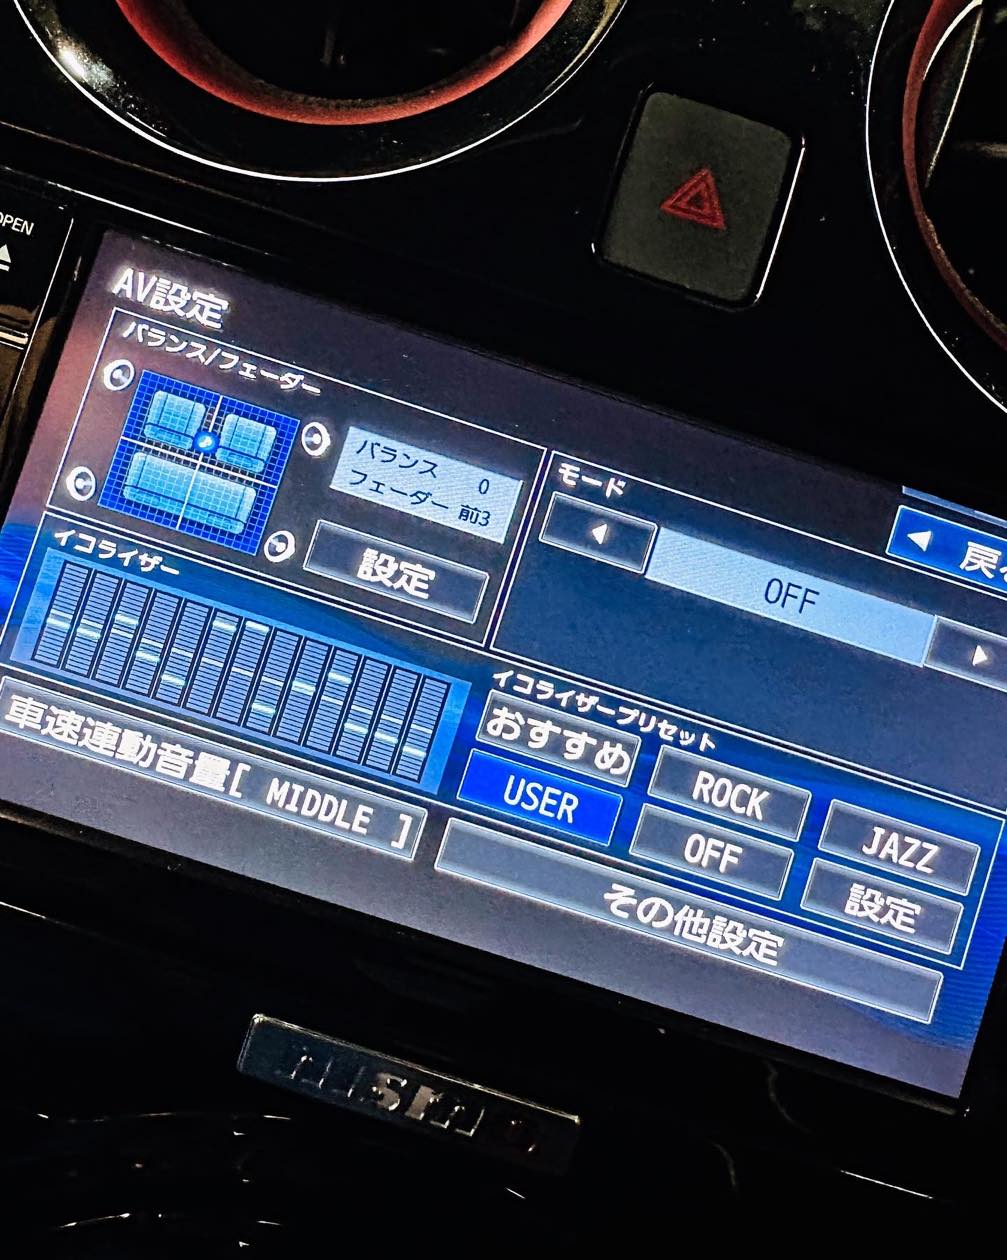 OPEN
AV設定
バランス/フェーダー
バランス 0
フェーダー 前3
設定
モード
OFF
イコライザー
イコライザープリセット
おすすめ
ROCK
JAZZ
USER
OFF
設定
車速連動音量[ MIDDLE ]
その他設定
nismo